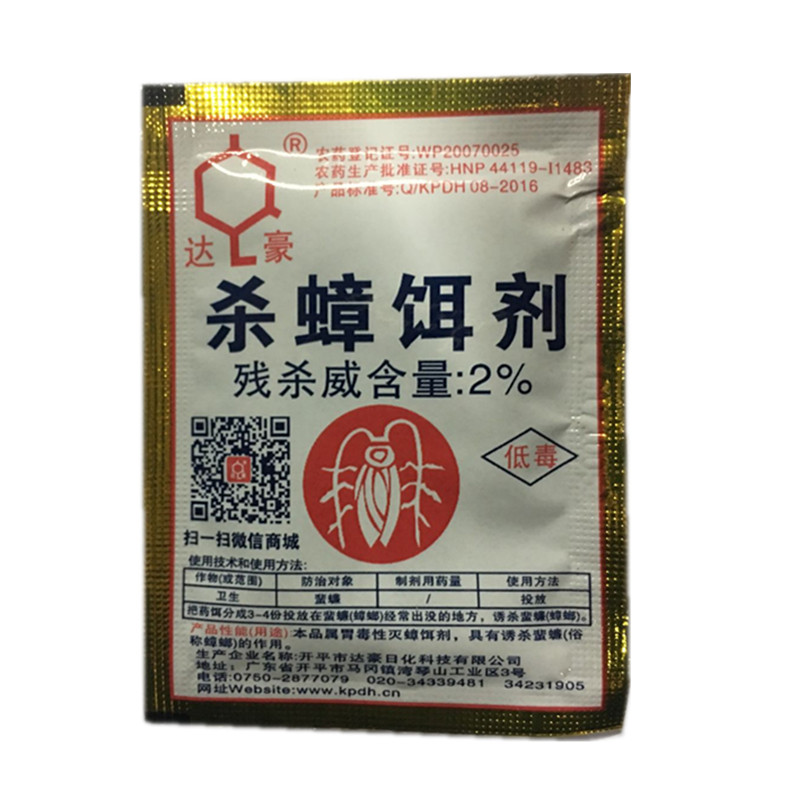 ®
农药登记证号:WP20070025
农药生产批准证号:HNP 44119-I1483
产品标准号:Q/KPDH 08-2016
达豪
杀蟑饵剂
残杀威含量:2%
低毒
扫一扫微信商城
使用技术和使用方法:
作物(或范围) 防治对象 制剂用药量 使用方法
卫生 蜚蠊 / 投放
把药饵分成3-4份投放在蜚蠊(蟑螂)经常出没的地方，诱杀蜚蠊(蟑螂)。
产品性能(用途) 本品属胃毒性灭蟑饵剂，具有诱杀蜚蠊(俗
称蟑螂)的作用。
生产企业名称:开平市达豪日化科技有限公司
地址：广东省开平市马冈镇湾琴山工业区3号
电话:0750-2877079 020-34339481 34231905
网址Website:www.kpdh.cn